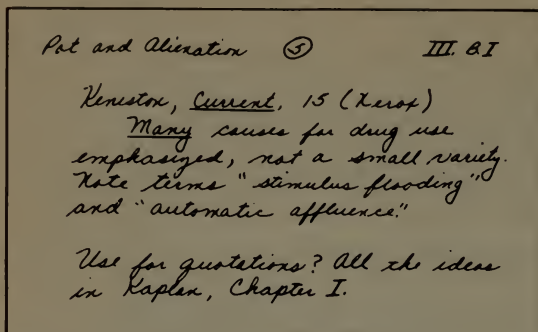 Pot and Alienation ⑤ III. B.I
Keniston, Current, 15 (Xerox)
Many causes for drug use
emphasized, not a small variety.
Note terms "stimulus flooding"
and "automatic affluence."
Use for quotations? All the ideas
in Kaplan, Chapter I.